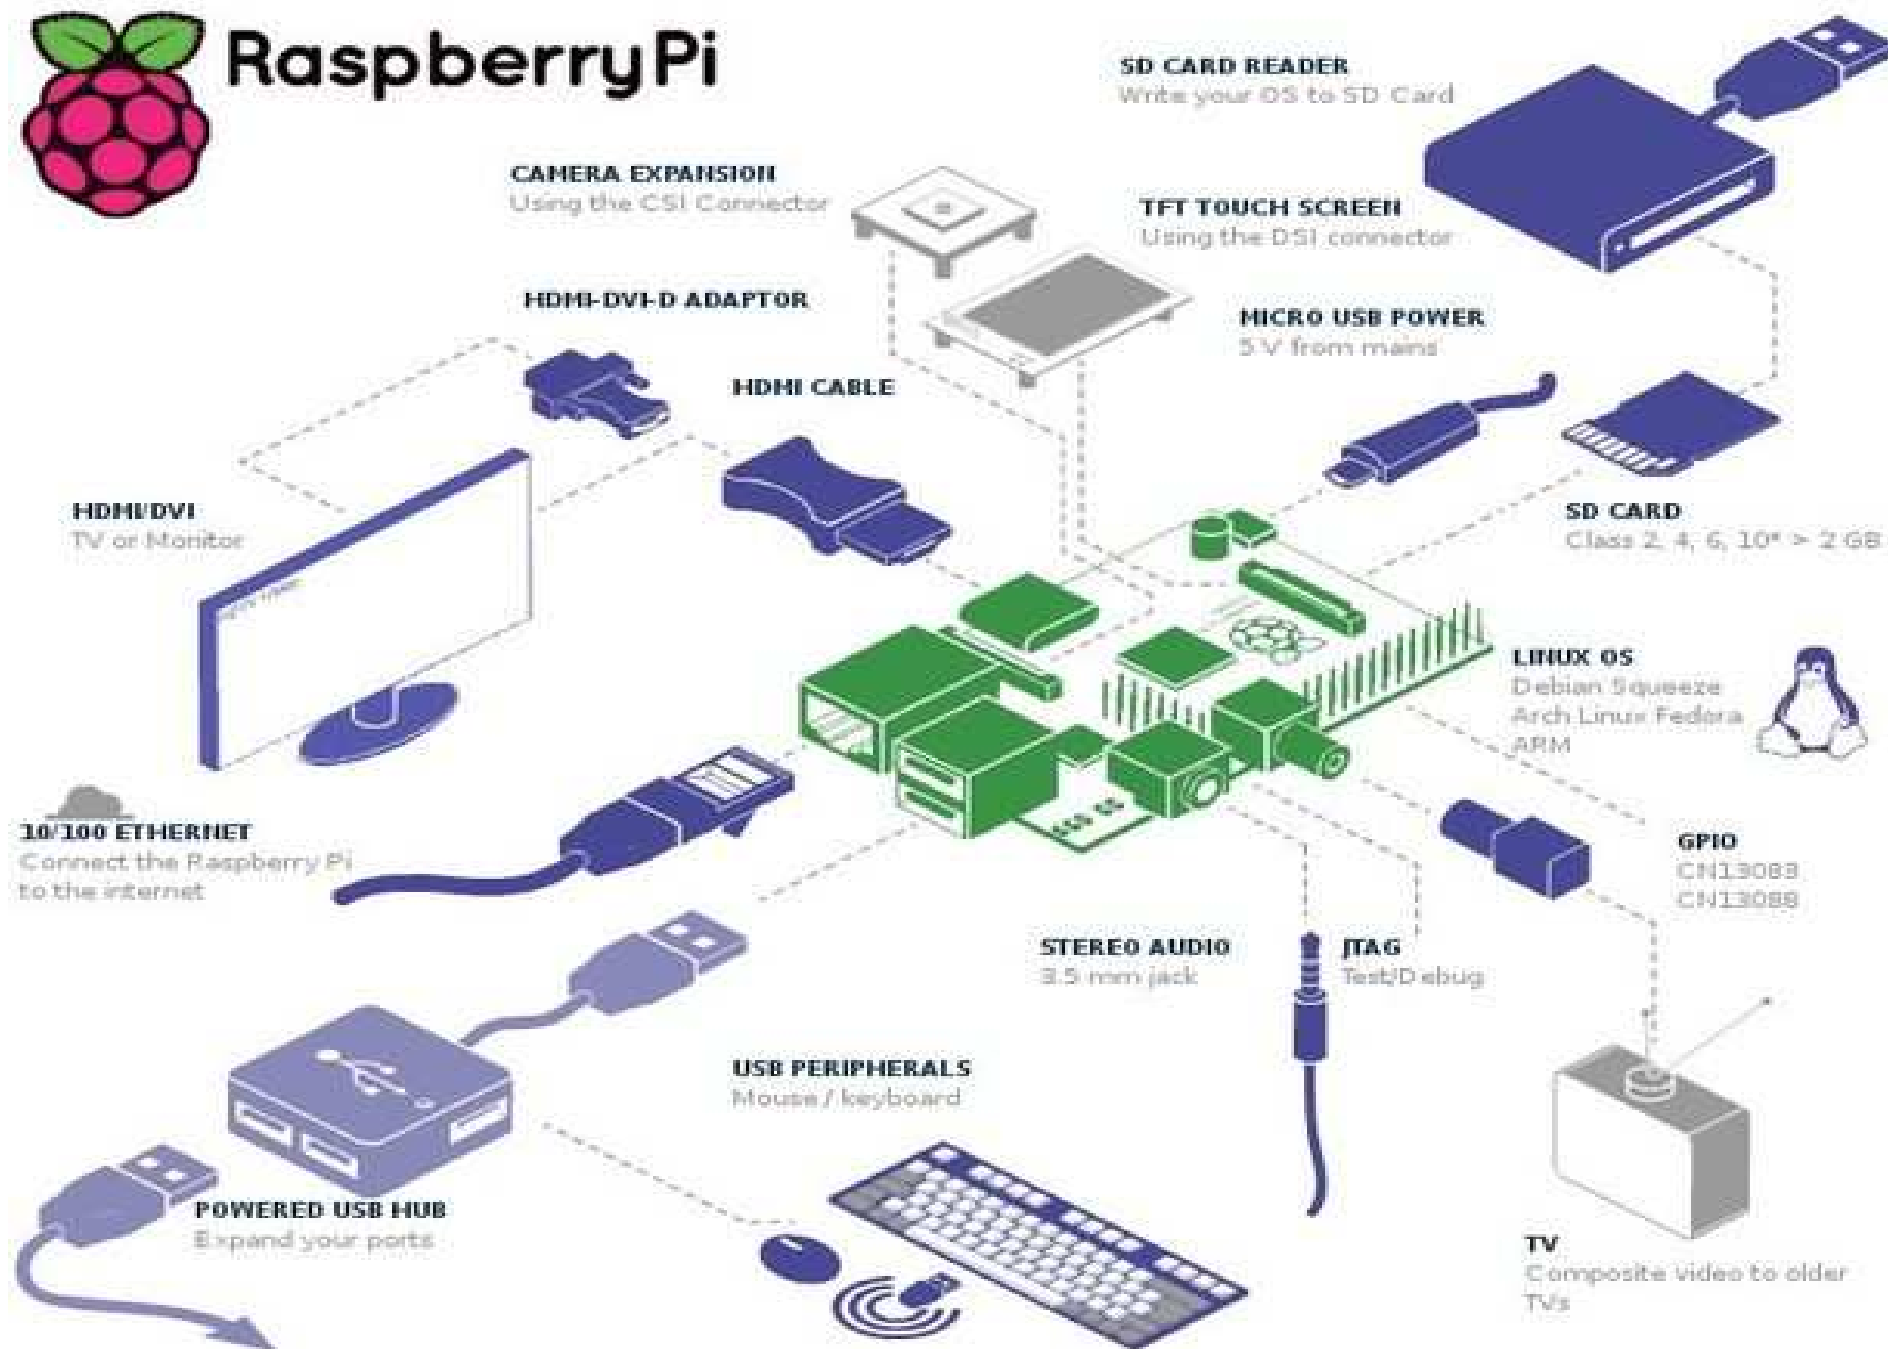 RaspberryPi
SD CARD READER
Write your OS to SD Card
CAMERA EXPANSION
Using the CSI Connector
TFT TOUCH SCREEN
Using the DSI connector
HDMI-DVI-D ADAPTOR
MICRO USB POWER
5 V from mains
HDMI CABLE
HDMI/DVI
TV or Monitor
SD CARD
Class 2, 4, 6, 10* > 2 GB
LINUX OS
Debian Squeeze
Arch Linux Fedora
ARM
10/100 ETHERNET
Connect the Raspberry Pi
to the internet
GPIO
CN13083
CN13088
STEREO AUDIO
3.5 mm jack
JTAG
Test/Debug
USB PERIPHERALS
Mouse / keyboard
POWERED USB HUB
Expand your ports
TV
Composite video to older
TVs